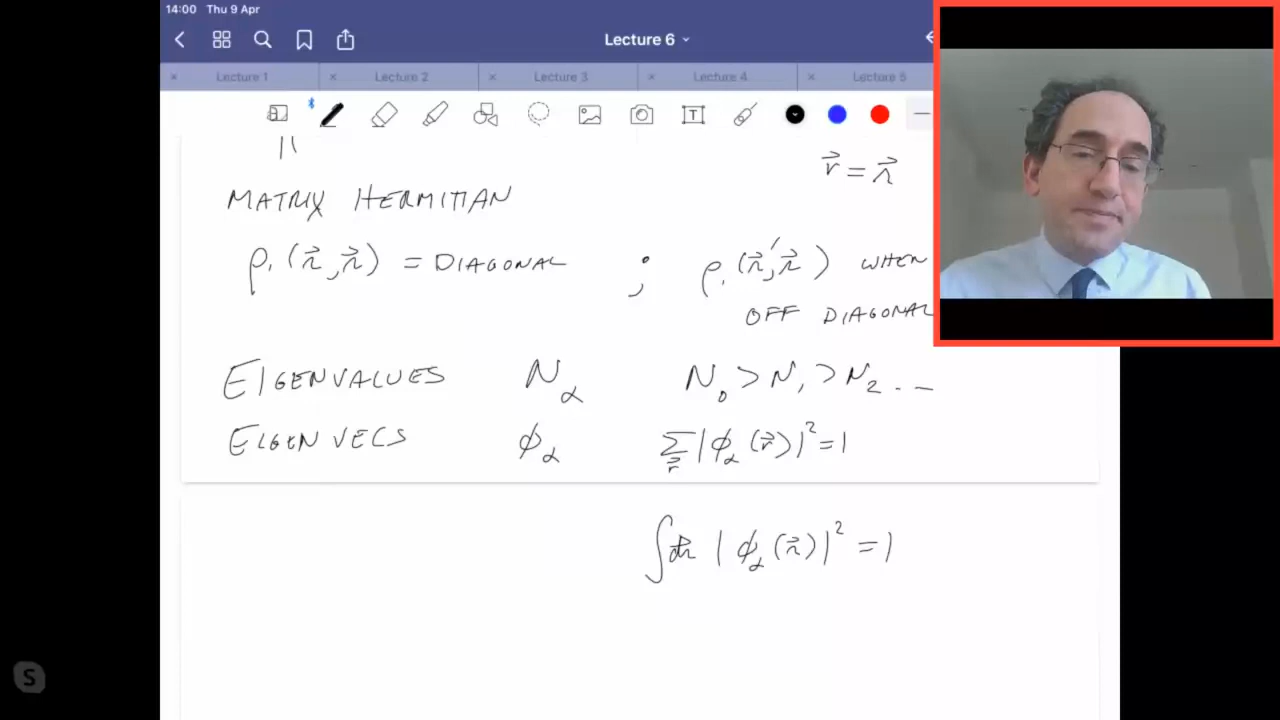 14:00 Thu 9 Apr
Lecture 6
Lecture 1 Lecture 2 Lecture 3 Lecture 4 Lecture 5
T
r⃗ = r⃗
MATRIX HERMITIAN
ρ₁(r⃗, r⃗) = DIAGONAL ; ρ₁(r⃗′, r⃗) WHEN
OFF DIAGONAL
EIGENVALUES N_α N₀ > N₁ > N₂ . . –
EIGENVECS ϕ_α ∑_r⃗ |ϕ_α(r⃗)|² = 1
∫dr⃗ |ϕ_α(r⃗)|² = 1
S